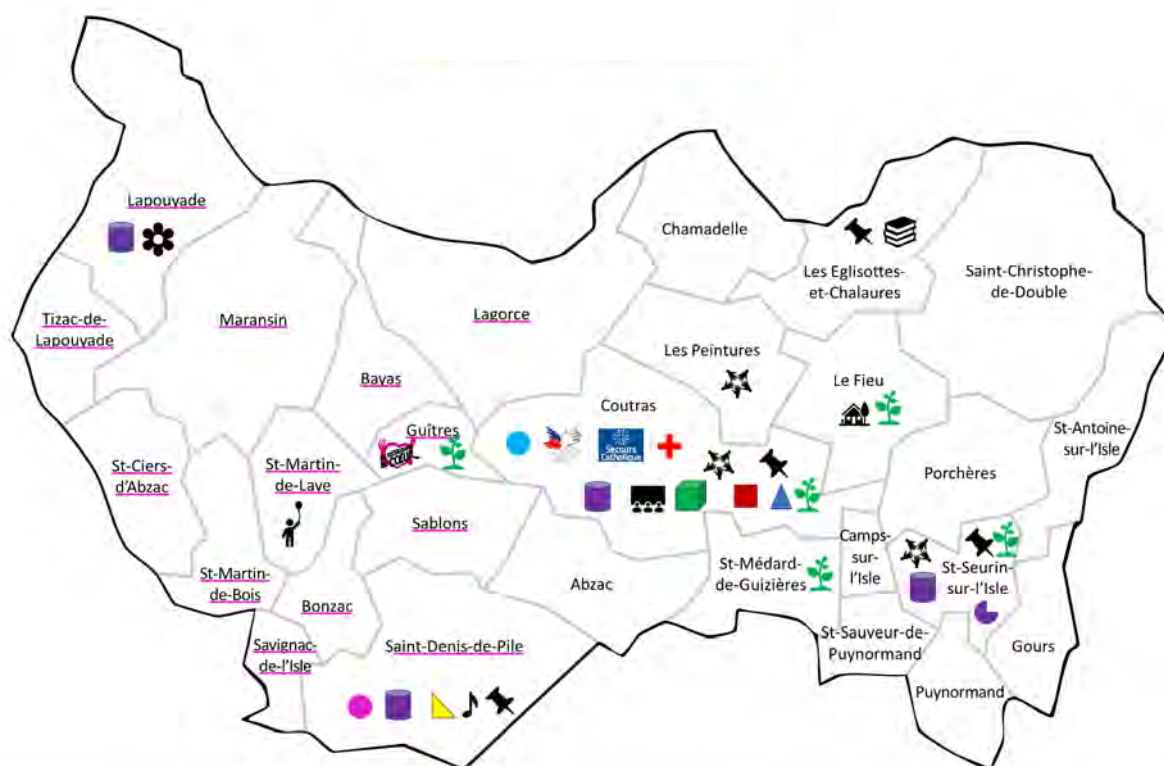 Lapouyade
Chamadelle
Les Eglisottes-
et-Chalaures
Saint-Christophe-
de-Double
Tizac-de-
Lapouyade
Maransin
Lagorce
Les Peintures
Bayas
Le Fieu
Coutras
Guîtres
St-Antoine-
sur-l'Isle
Secours
Catholique
CŒUR
St-Ciers-
d'Abzac
St-Martin-
de-Laye
Porchères
Sablons
Camps-
sur-
l'Isle
St-Médard-
de-Guizières
Abzac
St-Seurin-
sur-l'Isle
St-Martin-
de-Bois
Bonzac
St-Sauveur-de-
Puynormand
Gours
Savignac-
de-l'Isle
Saint-Denis-de-Pile
Puynormand